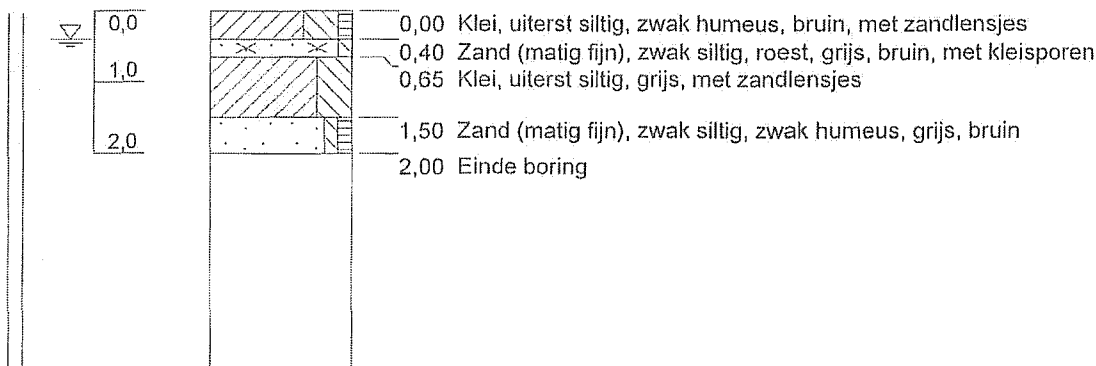 0,0
1,0
2,0
0,00 Klei, uiterst siltig, zwak humeus, bruin, met zandlensjes
0,40 Zand (matig fijn), zwak siltig, roest, grijs, bruin, met kleisporen
0,65 Klei, uiterst siltig, grijs, met zandlensjes
1,50 Zand (matig fijn), zwak siltig, zwak humeus, grijs, bruin
2,00 Einde boring